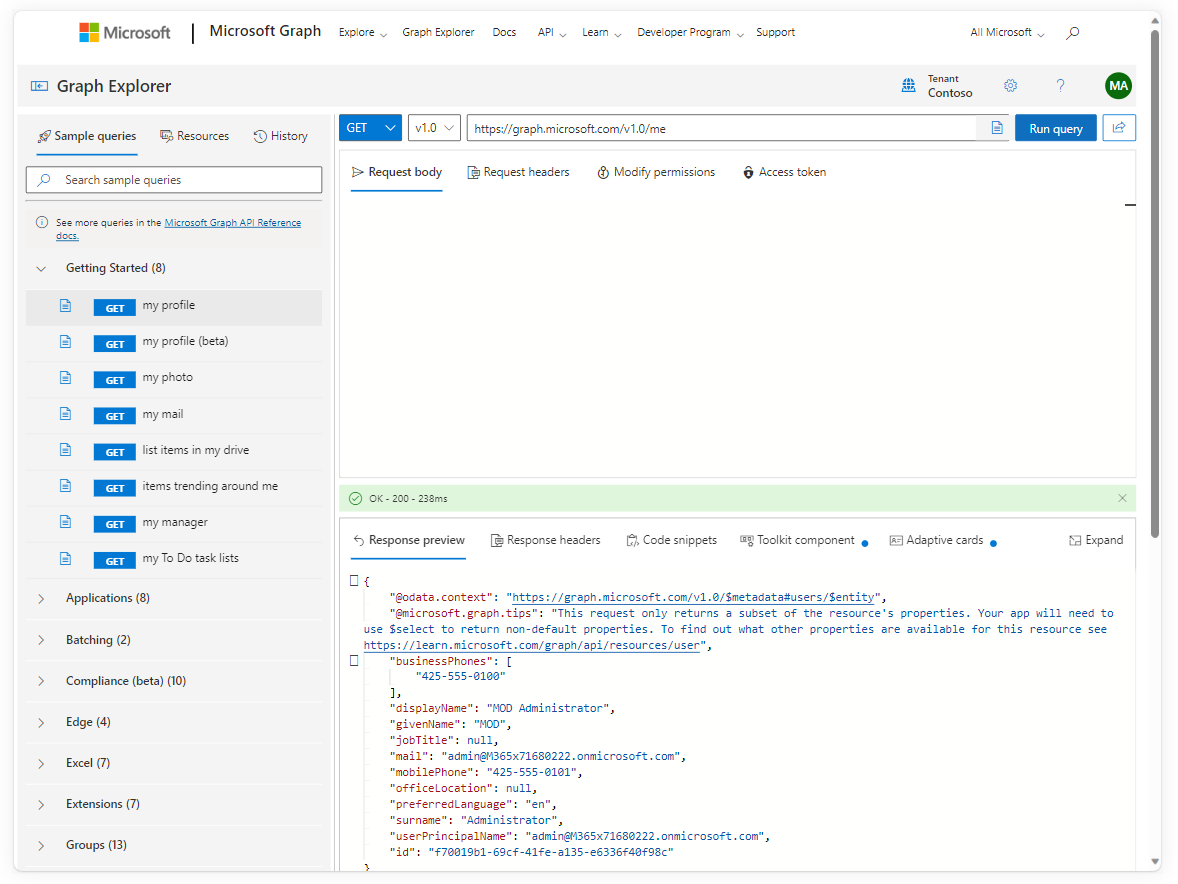 Microsoft | Microsoft Graph Explore Graph Explorer Docs API Learn Developer Program Support All Microsoft
Graph Explorer
Tenant
Contoso
MA
Sample queries Resources History
Search sample queries
See more queries in the Microsoft Graph API Reference
docs.
Getting Started (8)
GET my profile
GET my profile (beta)
GET my photo
GET my mail
GET list items in my drive
GET items trending around me
GET my manager
GET my To Do task lists
Applications (8)
Batching (2)
Compliance (beta) (10)
Edge (4)
Excel (7)
Extensions (7)
Groups (13)
GET v1.0 https://graph.microsoft.com/v1.0/me Run query
Request body Request headers Modify permissions Access token
OK - 200 - 238ms
Response preview Response headers Code snippets Toolkit component Adaptive cards Expand
{
"@odata.context": "https://graph.microsoft.com/v1.0/$metadata#users/$entity",
"@microsoft.graph.tips": "This request only returns a subset of the resource's properties. Your app will need to
use $select to return non-default properties. To find out what other properties are available for this resource see
https://learn.microsoft.com/graph/api/resources/user",
"businessPhones": [
"425-555-0100"
],
"displayName": "MOD Administrator",
"givenName": "MOD",
"jobTitle": null,
"mail": "admin@M365x71680222.onmicrosoft.com",
"mobilePhone": "425-555-0101",
"officeLocation": null,
"preferredLanguage": "en",
"surname": "Administrator",
"userPrincipalName": "admin@M365x71680222.onmicrosoft.com",
"id": "f70019b1-69cf-41fe-a135-e6336f40f98c"
}